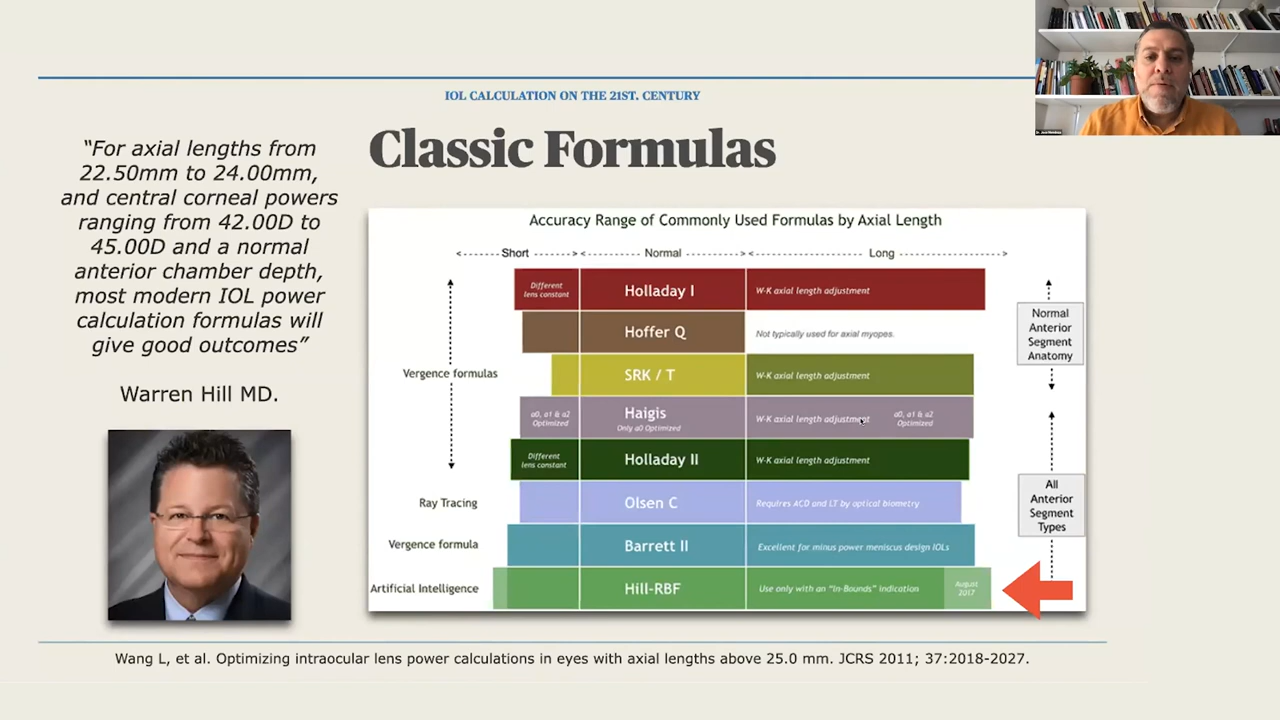 IOL CALCULATION ON THE 21ST. CENTURY
Classic Formulas
“For axial lengths from
22.50mm to 24.00mm,
and central corneal powers
ranging from 42.00D to
45.00D and a normal
anterior chamber depth,
most modern IOL power
calculation formulas will
give good outcomes”
Warren Hill MD.
Accuracy Range of Commonly Used Formulas by Axial Length
Short Normal Long
Different
lens constant
Holladay I
W-K axial length adjustment
Hoffer Q
Not typically used for axial myopes.
Vergence formulas
SRK / T
W-K axial length adjustment
a0, a1 & a2
Optimized
Haigis
Only a0 Optimized
W-K axial length adjustment
a0, a1 & a2
Optimized
Different
lens constant
Holladay II
W-K axial length adjustment
Ray Tracing
Olsen C
Requires ACD and LT by optical biometry
Vergence formula
Barrett II
Excellent for minus power meniscus design IOLs
Artificial Intelligence
Hill-RBF
Use only with an “In-Bounds” indication
August
2017
Normal
Anterior
Segment
Anatomy
All
Anterior
Segment
Types
Wang L, et al. Optimizing intraocular lens power calculations in eyes with axial lengths above 25.0 mm. JCRS 2011; 37:2018-2027.